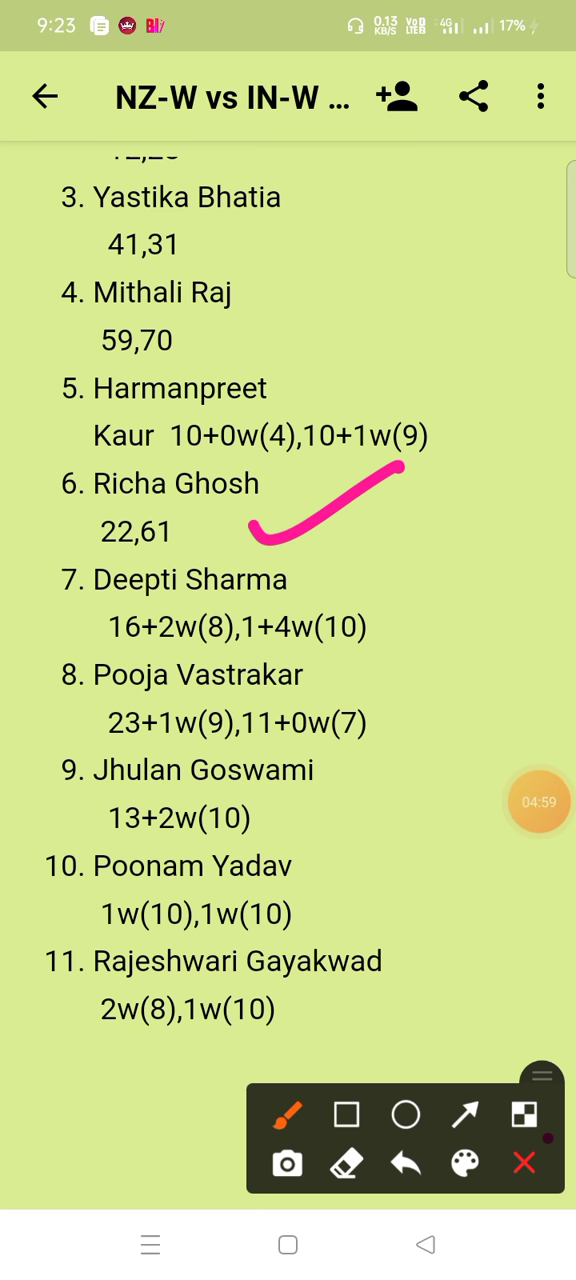 9:23
0.13 KB/S
VoD LTED
4G
17%
NZ-W vs IN-W ...
3. Yastika Bhatia
41,31
4. Mithali Raj
59,70
5. Harmanpreet
Kaur 10+0w(4),10+1w(9)
6. Richa Ghosh
22,61
7. Deepti Sharma
16+2w(8),1+4w(10)
8. Pooja Vastrakar
23+1w(9),11+0w(7)
9. Jhulan Goswami
13+2w(10)
04:59
10. Poonam Yadav
1w(10),1w(10)
11. Rajeshwari Gayakwad
2w(8),1w(10)